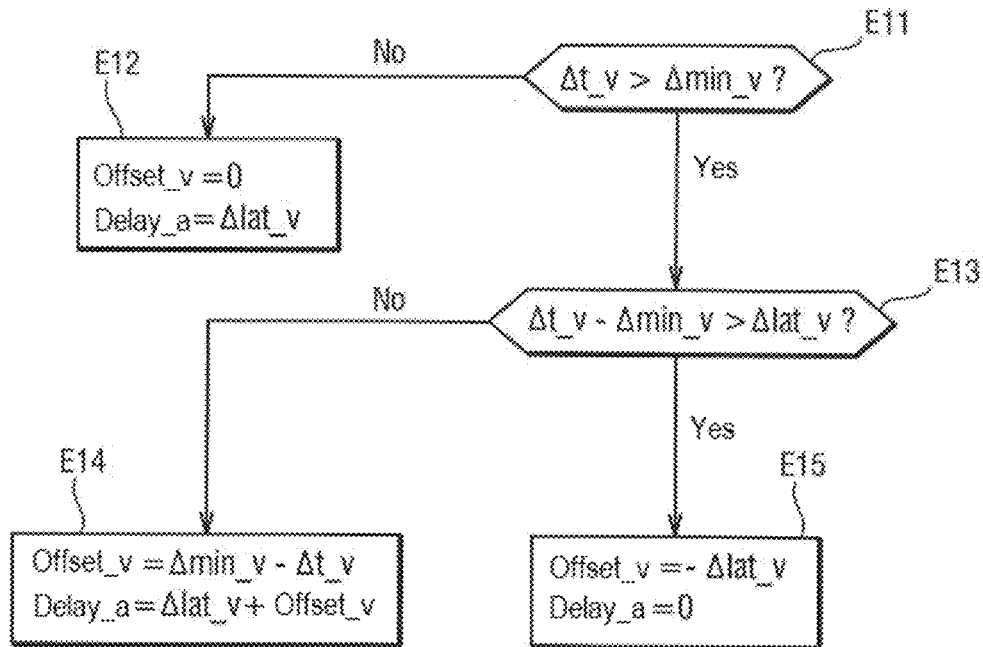 E11
Δt_v > Δmin_v ?
No
E12
Yes
Offset_v = 0
Delay_a = Δlat_v
E13
No
Δt_v - Δmin_v > Δlat_v ?
Yes
E14
E15
Offset_v = Δmin_v - Δt_v
Delay_a = Δlat_v + Offset_v
Offset_v = - Δlat_v
Delay_a = 0